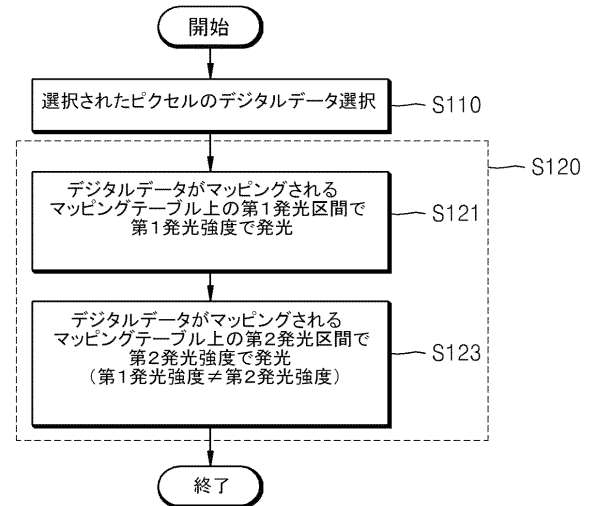 開始
選択されたピクセルのデジタルデータ選択
S110
S120
デジタルデータがマッピングされる
マッピングテーブル上の第1発光区間で
第1発光強度で発光
S121
デジタルデータがマッピングされる
マッピングテーブル上の第2発光区間で
第2発光強度で発光
（第1発光強度≠第2発光強度）
S123
終了